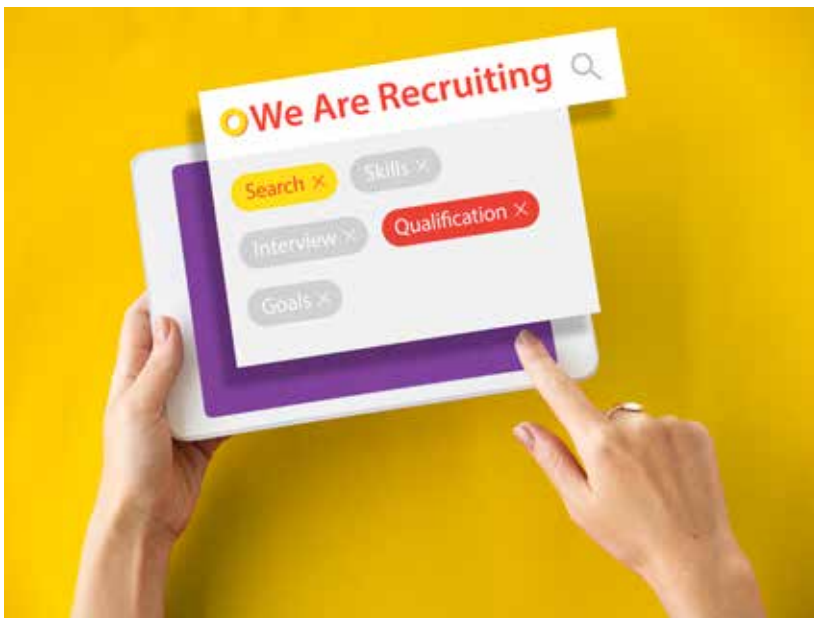 We Are Recruiting
Search × Skills ×
Interview × Qualification ×
Goals ×